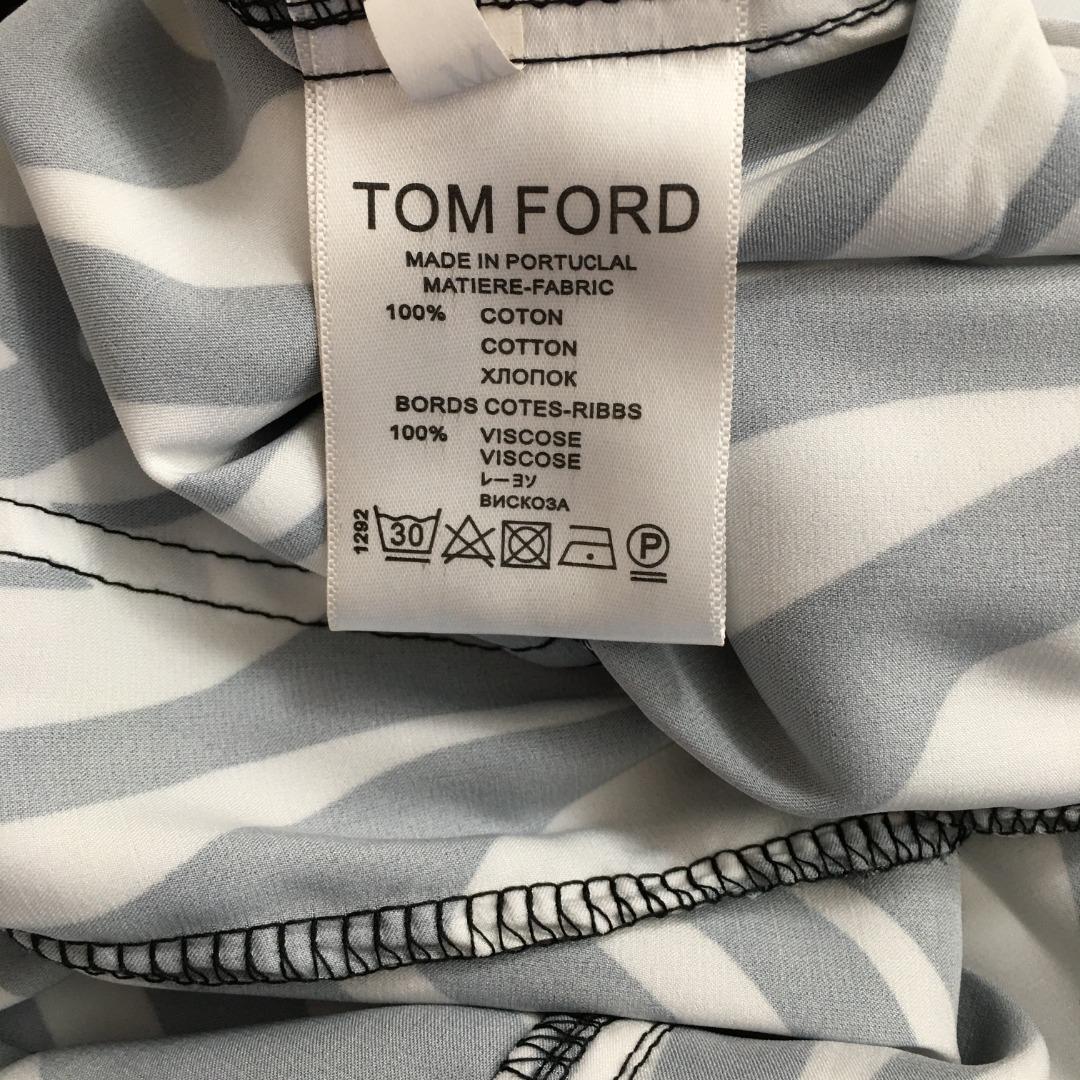 M
TOM FORD
MADE IN PORTUCLAL
MATIERE-FABRIC
100% COTON
COTTON
ХЛОПОК
BORDS COTES-RIBBS
100% VISCOSE
VISCOSE
レーヨソ
ВИСКОЗА
1292
30
P